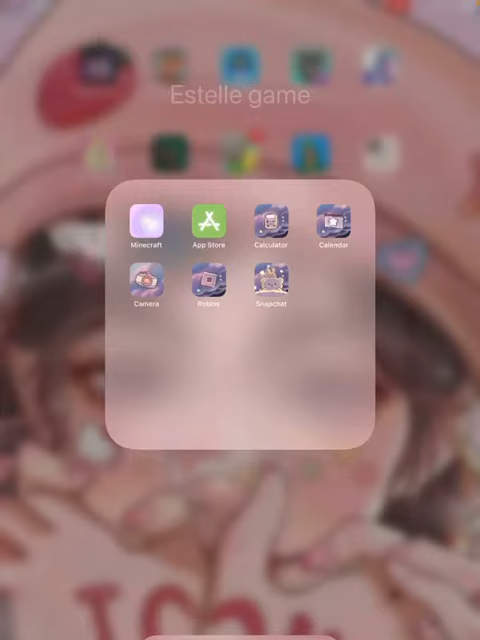 Estelle game
Minecraft
App Store
Calculator
Calendar
Camera
Roblox
Snapchat